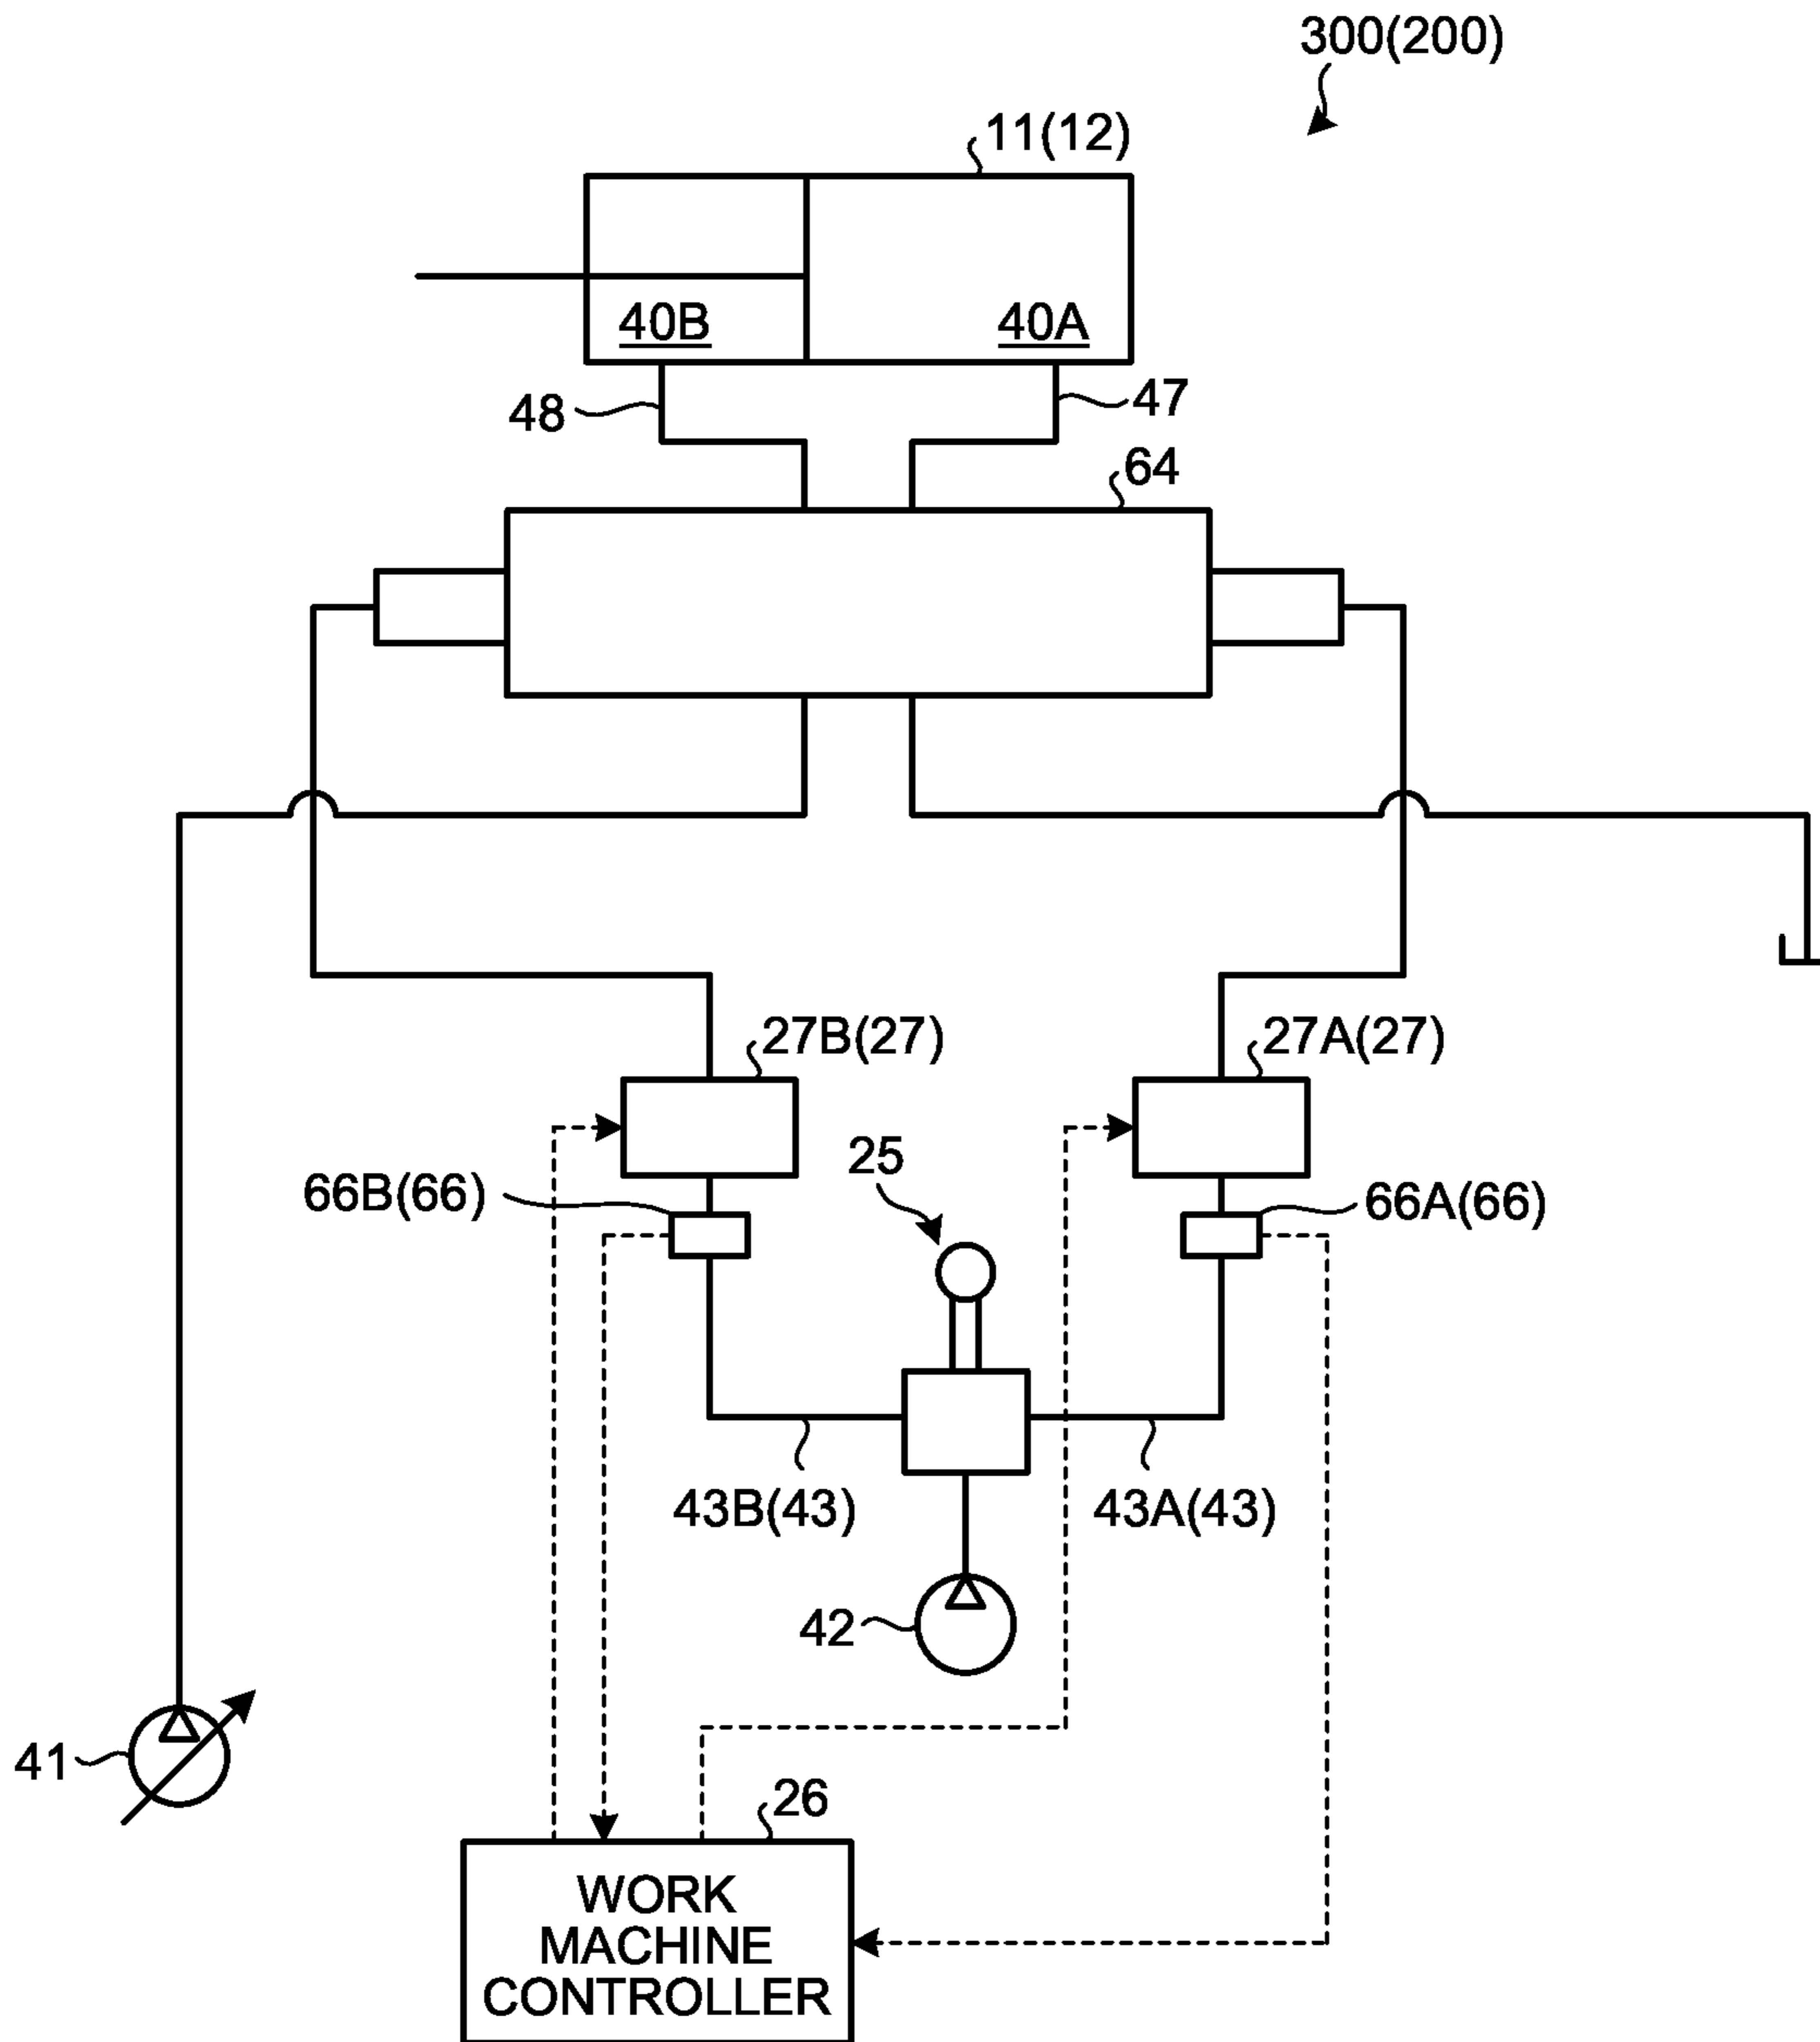 300(200)
11(12)
40B
40A
48
47
64
27B(27)
27A(27)
25
66B(66)
66A(66)
43B(43)
43A(43)
42
41
26
WORK
MACHINE
CONTROLLER